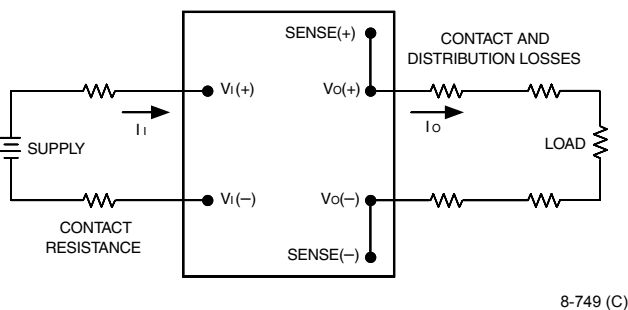 SENSE(+)
CONTACT AND
DISTRIBUTION LOSSES
VI(+)
VO(+)
II
IO
SUPPLY
LOAD
VI(–)
VO(–)
CONTACT
RESISTANCE
SENSE(–)
8-749 (C)